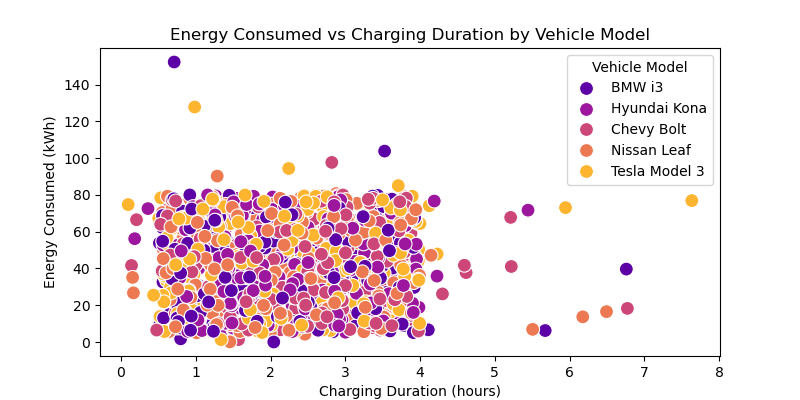 Energy Consumed vs Charging Duration by Vehicle Model
Vehicle Model
BMW i3
Hyundai Kona
Chevy Bolt
Nissan Leaf
Tesla Model 3
Energy Consumed (kWh)
140
120
100
80
60
40
20
0
0 1 2 3 4 5 6 7 8
Charging Duration (hours)